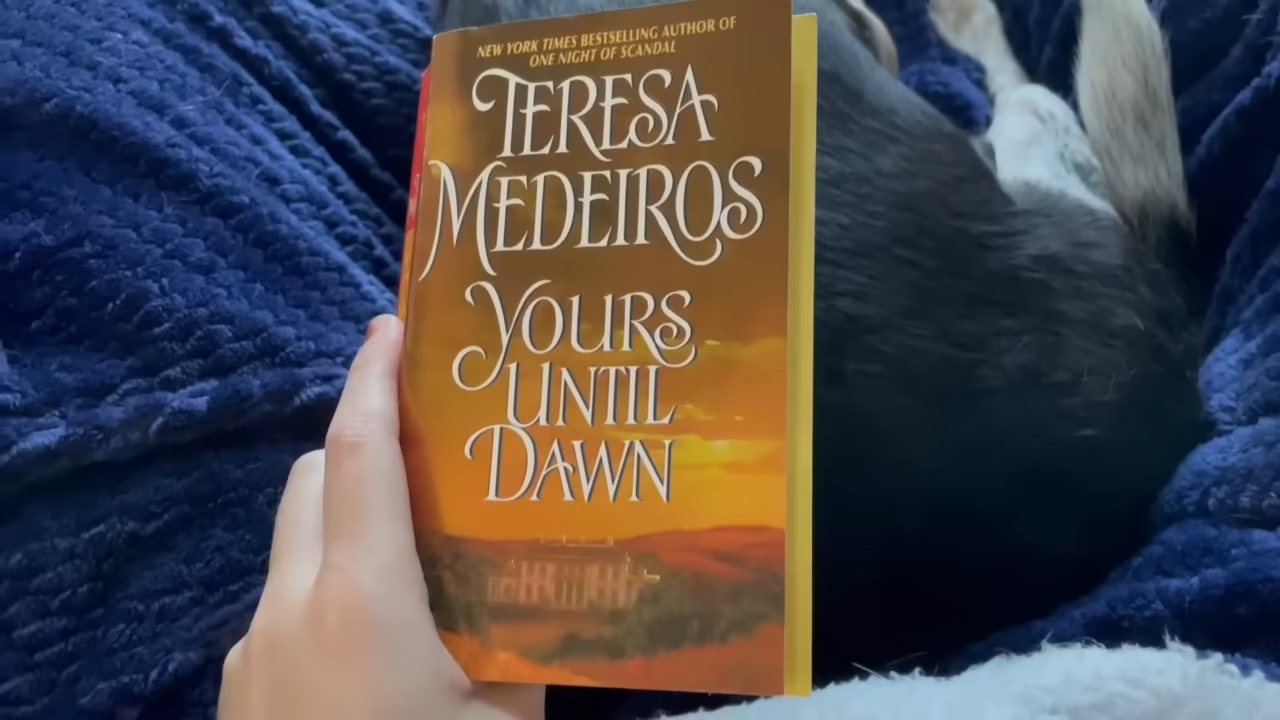 NEW YORK TIMES BESTSELLING AUTHOR OF
ONE NIGHT OF SCANDAL
TERESA
MEDEIROS
YOURS
UNTIL
DAWN